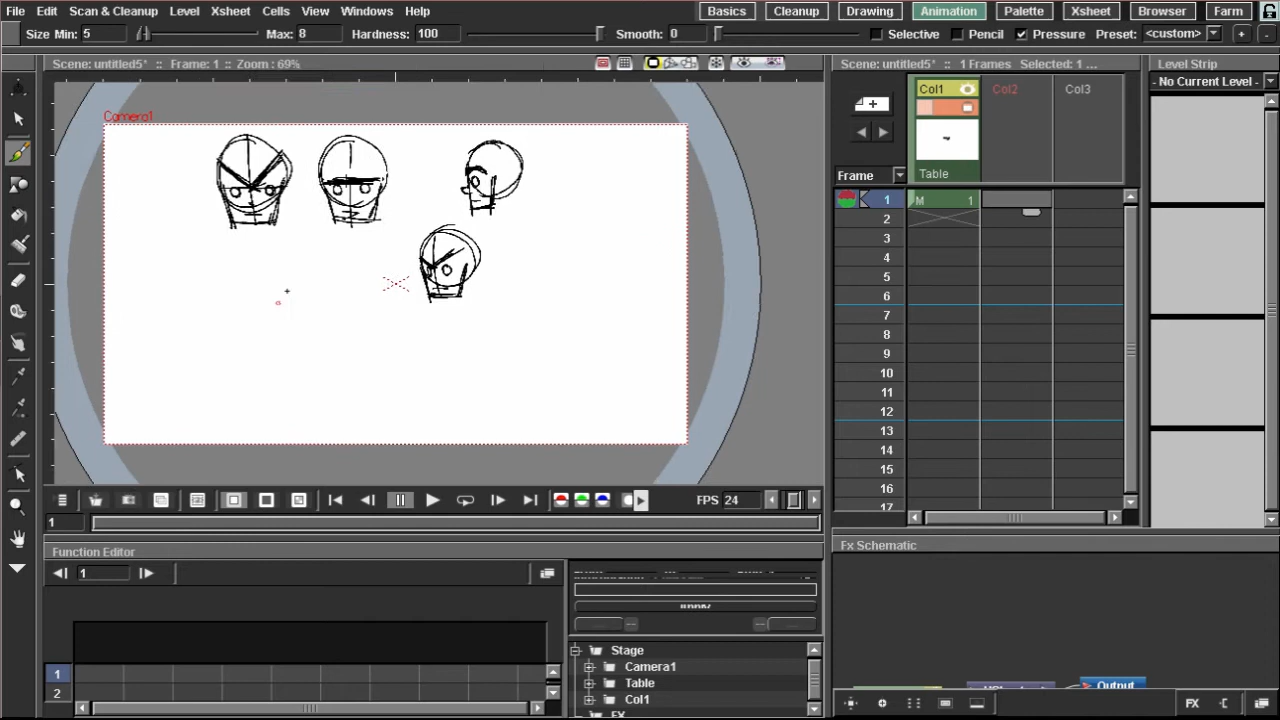 File Edit Scan & Cleanup Level Xsheet Cells View Windows Help Basics Cleanup Drawing Animation Palette Xsheet Browser Farm
Size Min: 5 Max: 8 Hardness: 100 Smooth: 0 Selective Pencil Pressure Preset: <custom> + -
Scene: untitled5* :: Frame: 1 :: Zoom : 69% Scene: untitled5* :: 1 Frames Selected: 1 ... Level Strip
- No Current Level -
Camera1
Col1 Col2 Col3
Table
Frame
M 1
1
2
3
4
5
6
7
8
9
10
11
12
13
14
15
16
17
FPS 24
1
Function Editor Fx Schematic
1
Stage
Camera1
Table
Col1
FX
1
2
Output
FX